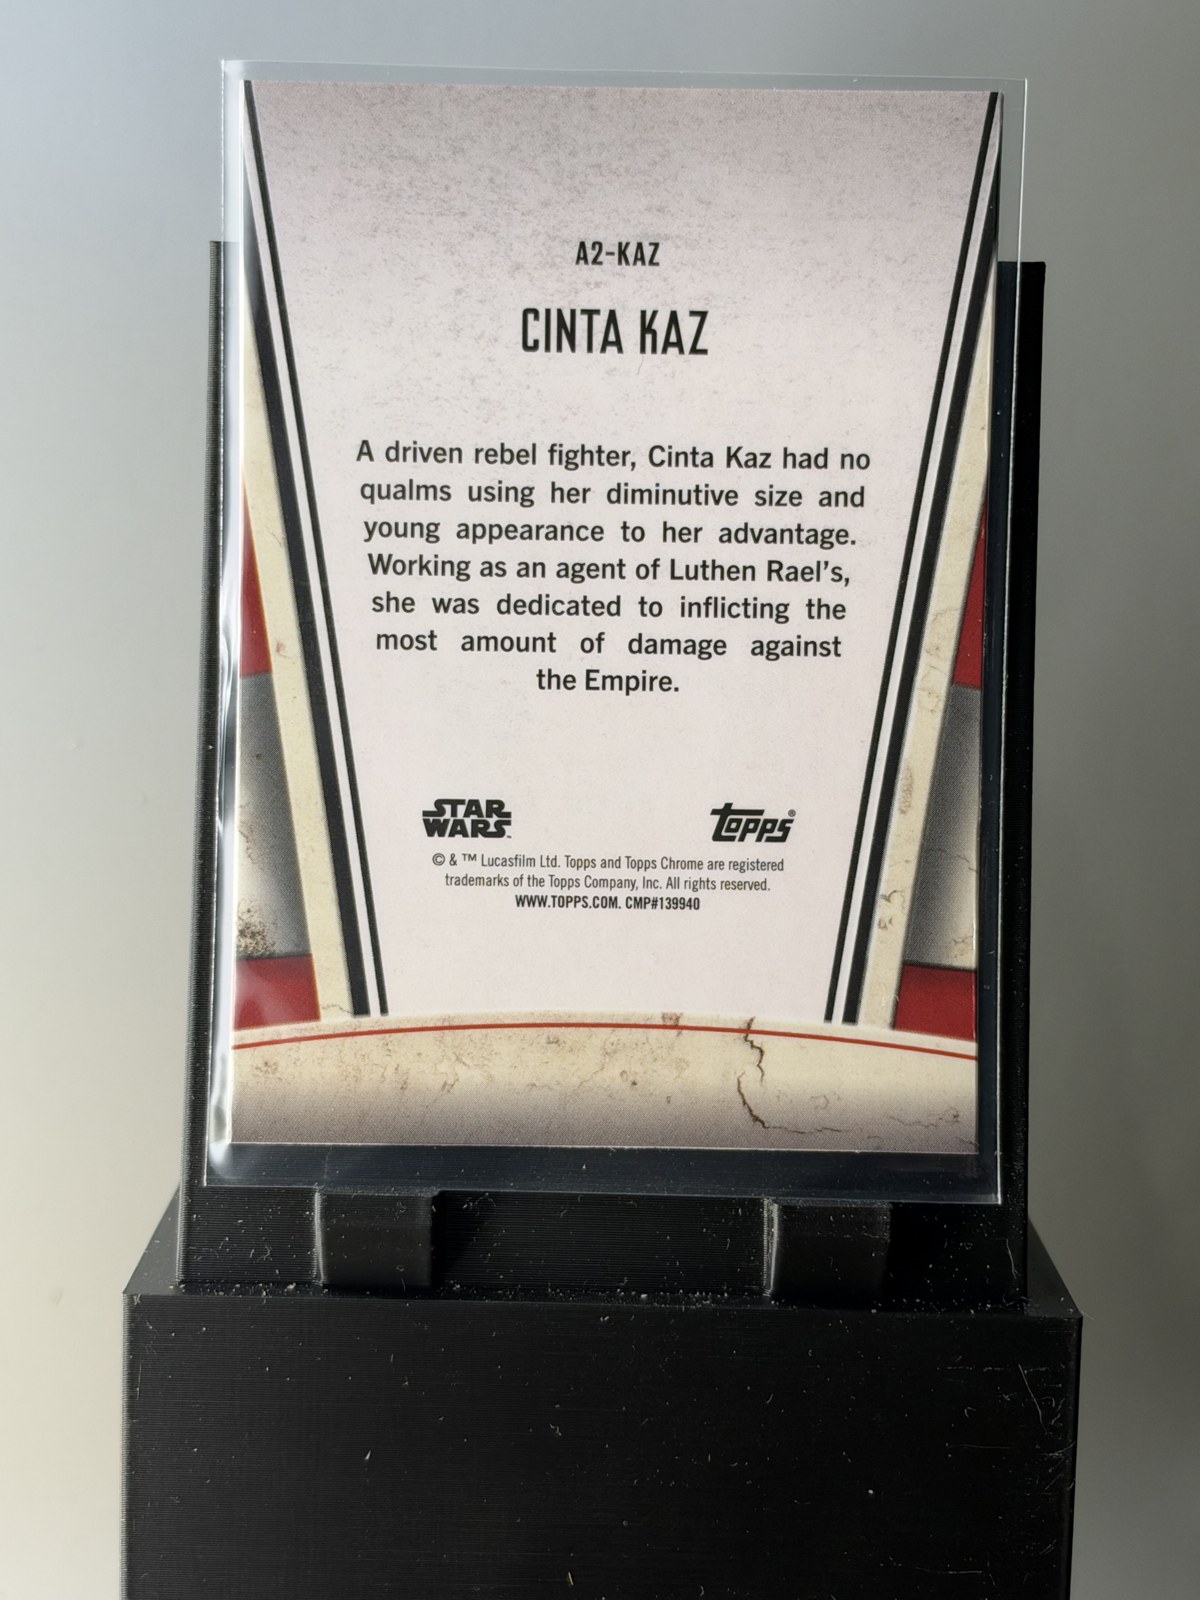 A2-KAZ
CINTA KAZ
A driven rebel fighter, Cinta Kaz had no
qualms using her diminutive size and
young appearance to her advantage.
Working as an agent of Luthen Rael's,
she was dedicated to inflicting the
most amount of damage against
the Empire.
STAR
WARS™
Topps®
© & ™ Lucasfilm Ltd. Topps and Topps Chrome are registered
trademarks of the Topps Company, Inc. All rights reserved.
WWW.TOPPS.COM. CMP#139940